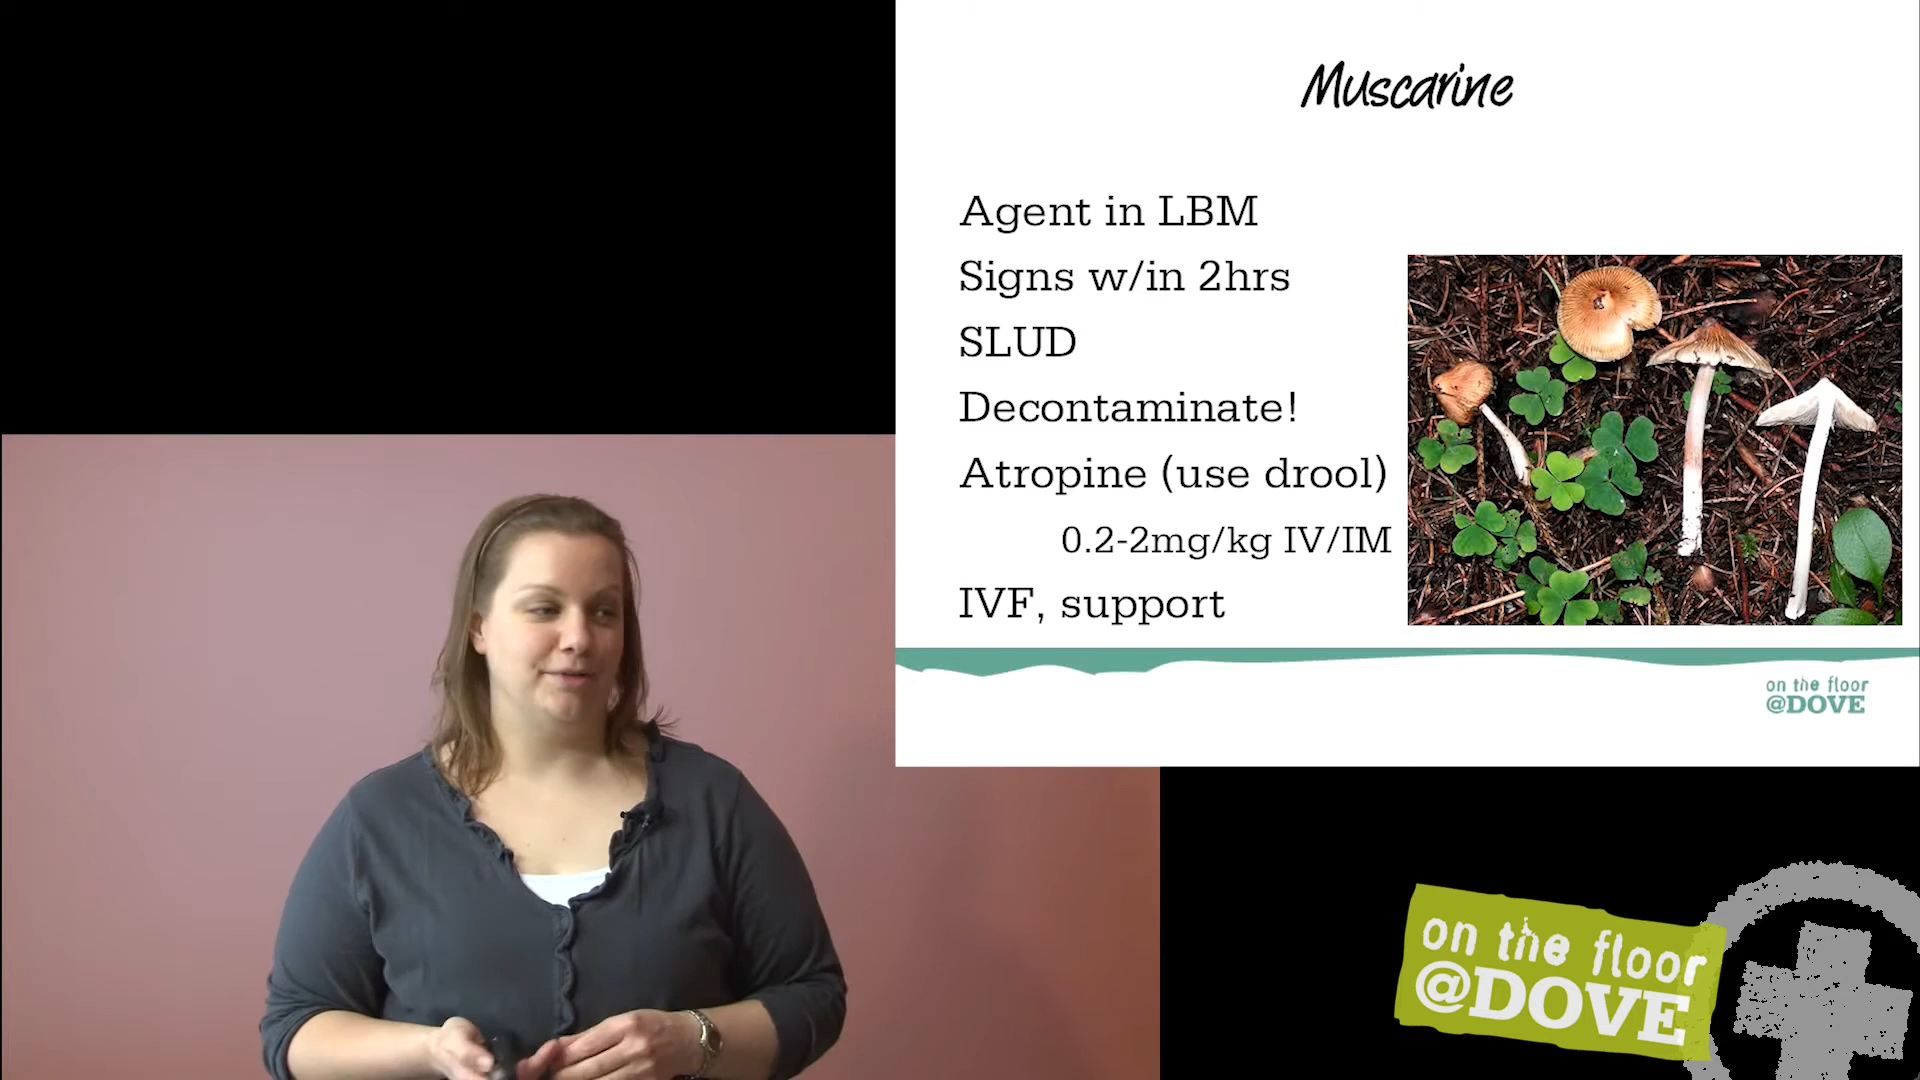 Muscarine
Agent in LBM
Signs w/in 2hrs
SLUD
Decontaminate!
Atropine (use drool)
0.2-2mg/kg IV/IM
IVF, support
on the floor
@DOVE
on the floor
@DOVE